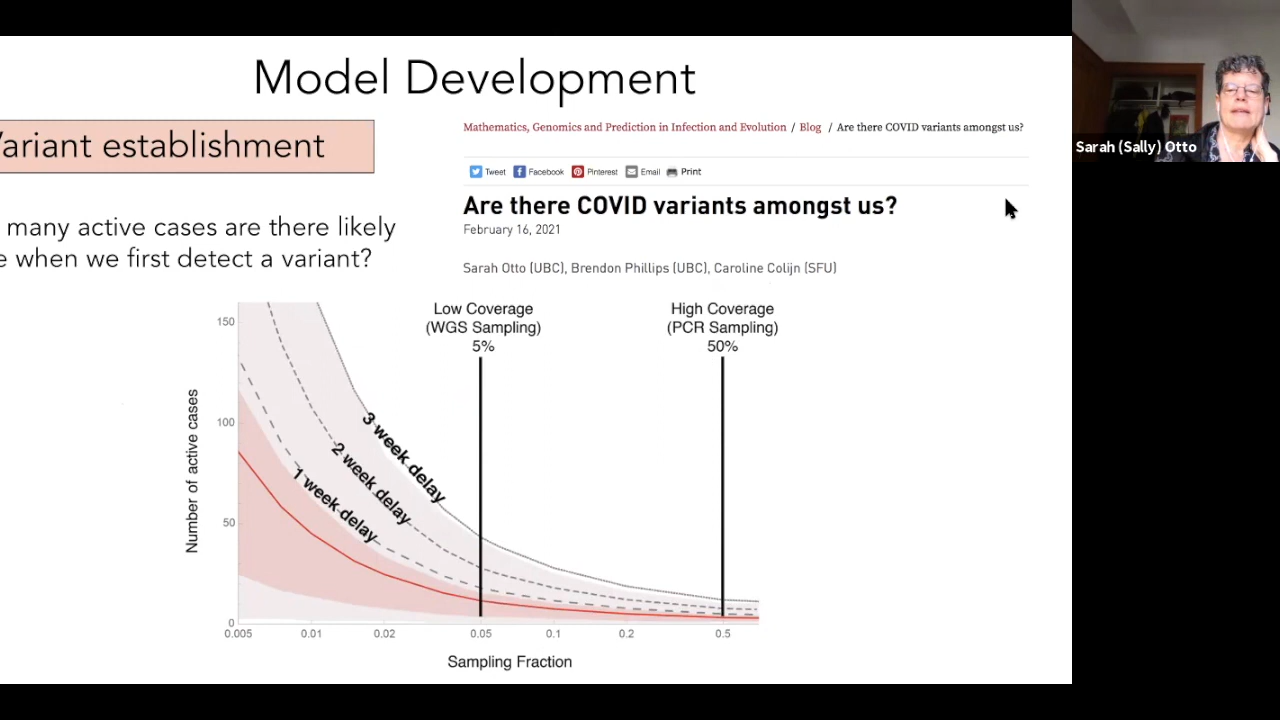 Model Development
Variant establishment
many active cases are there likely
when we first detect a variant?
Mathematics, Genomics and Prediction in Infection and Evolution / Blog / Are there COVID variants amongst us?
Tweet Facebook Pinterest Email Print
Are there COVID variants amongst us?
February 16, 2021
Sarah Otto (UBC), Brendon Phillips (UBC), Caroline Colijn (SFU)
Low Coverage
(WGS Sampling)
5%
High Coverage
(PCR Sampling)
50%
150
100
50
0
Number of active cases
3 week delay
2 week delay
1 week delay
0.005 0.01 0.02 0.05 0.1 0.2 0.5
Sampling Fraction
Sarah (Sally) Otto